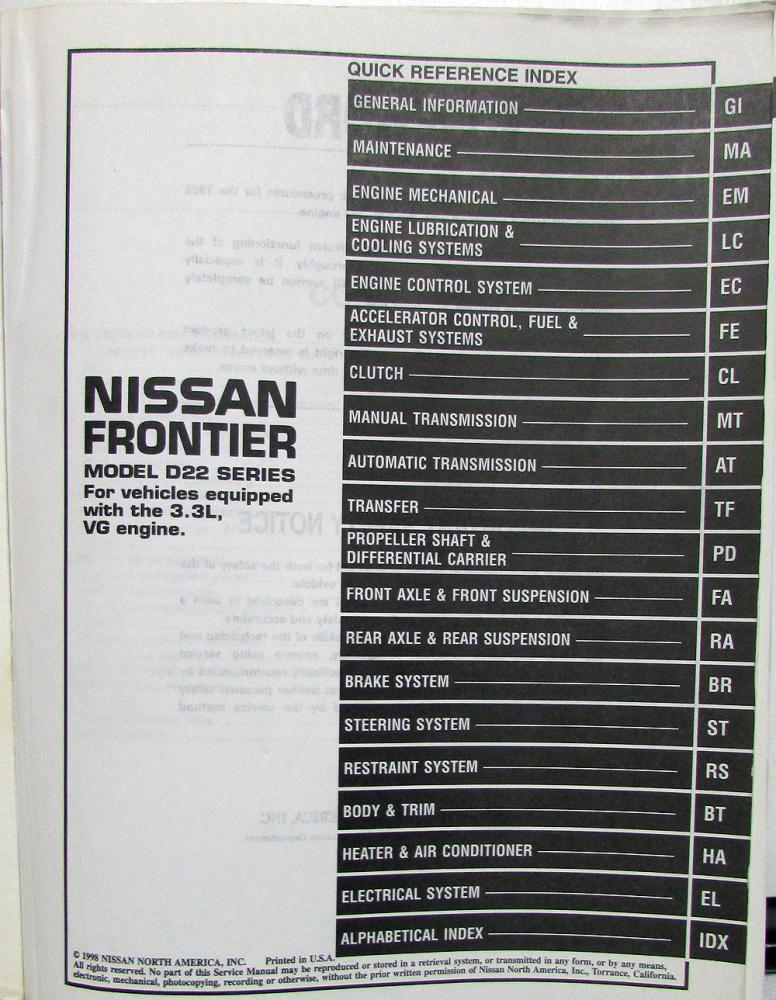 QUICK REFERENCE INDEX
GENERAL INFORMATION GI
MAINTENANCE MA
ENGINE MECHANICAL EM
ENGINE LUBRICATION &
COOLING SYSTEMS LC
ENGINE CONTROL SYSTEM EC
ACCELERATOR CONTROL, FUEL &
EXHAUST SYSTEMS FE
CLUTCH CL
MANUAL TRANSMISSION MT
AUTOMATIC TRANSMISSION AT
TRANSFER TF
PROPELLER SHAFT &
DIFFERENTIAL CARRIER PD
FRONT AXLE & FRONT SUSPENSION FA
REAR AXLE & REAR SUSPENSION RA
BRAKE SYSTEM BR
STEERING SYSTEM ST
RESTRAINT SYSTEM RS
BODY & TRIM BT
HEATER & AIR CONDITIONER HA
ELECTRICAL SYSTEM EL
ALPHABETICAL INDEX IDX
NISSAN
FRONTIER
MODEL D22 SERIES
For vehicles equipped
with the 3.3L,
VG engine.
© 1998 NISSAN NORTH AMERICA, INC. Printed in U.S.A.
All rights reserved. No part of this Service Manual may be reproduced or stored in a retrieval system, or transmitted in any form, or by any means,
electronic, mechanical, photocopying, recording or otherwise, without the prior written permission of Nissan North America, Inc., Torrance, California.